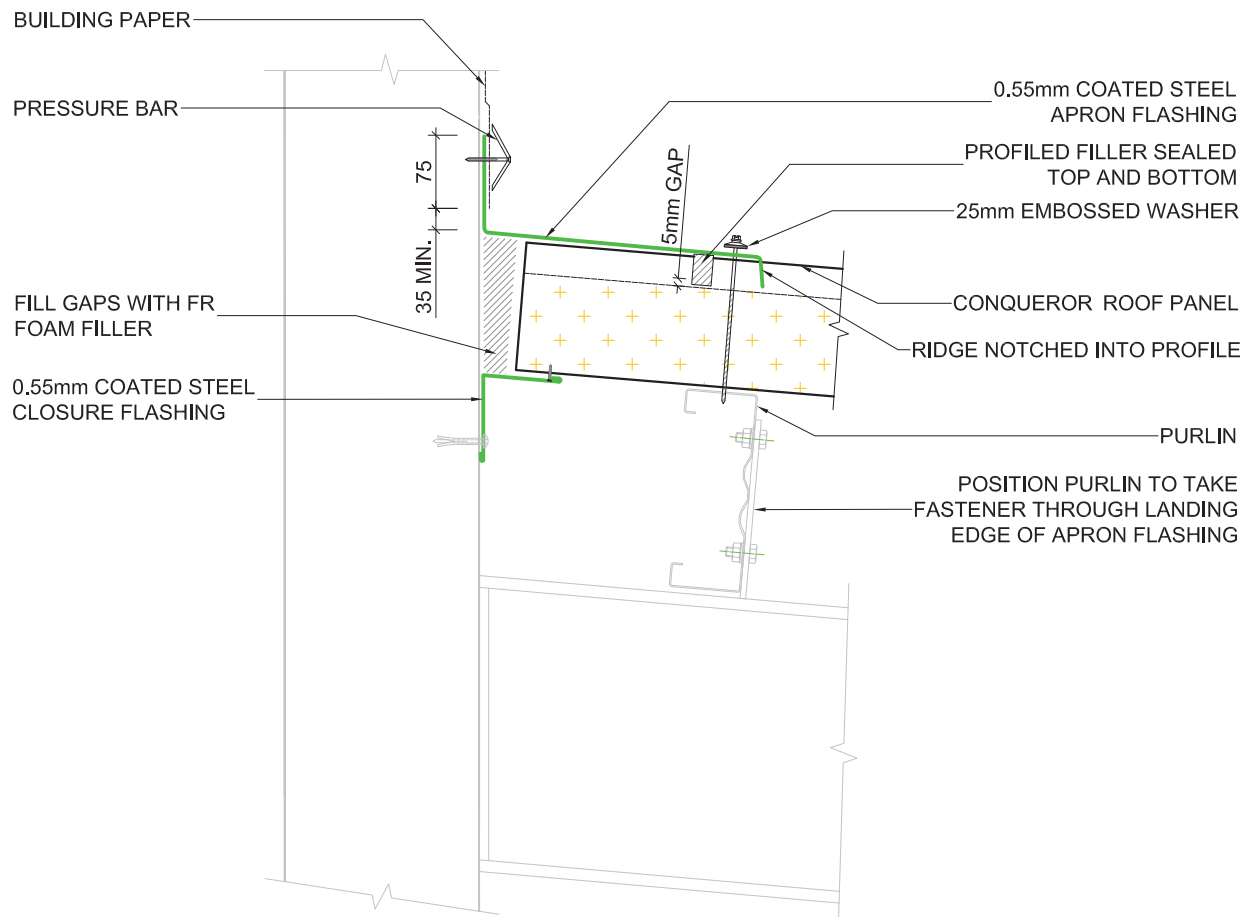 BUILDING PAPER
PRESSURE BAR
75
35 MIN.
FILL GAPS WITH FR
FOAM FILLER
0.55mm COATED STEEL
CLOSURE FLASHING
5mm GAP
0.55mm COATED STEEL
APRON FLASHING
PROFILED FILLER SEALED
TOP AND BOTTOM
25mm EMBOSSED WASHER
CONQUEROR ROOF PANEL
RIDGE NOTCHED INTO PROFILE
PURLIN
POSITION PURLIN TO TAKE
FASTENER THROUGH LANDING
EDGE OF APRON FLASHING